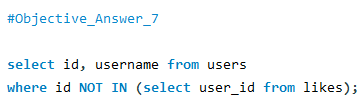 #Objective_Answer_7
select id, username from users
where id NOT IN (select user_id from likes);